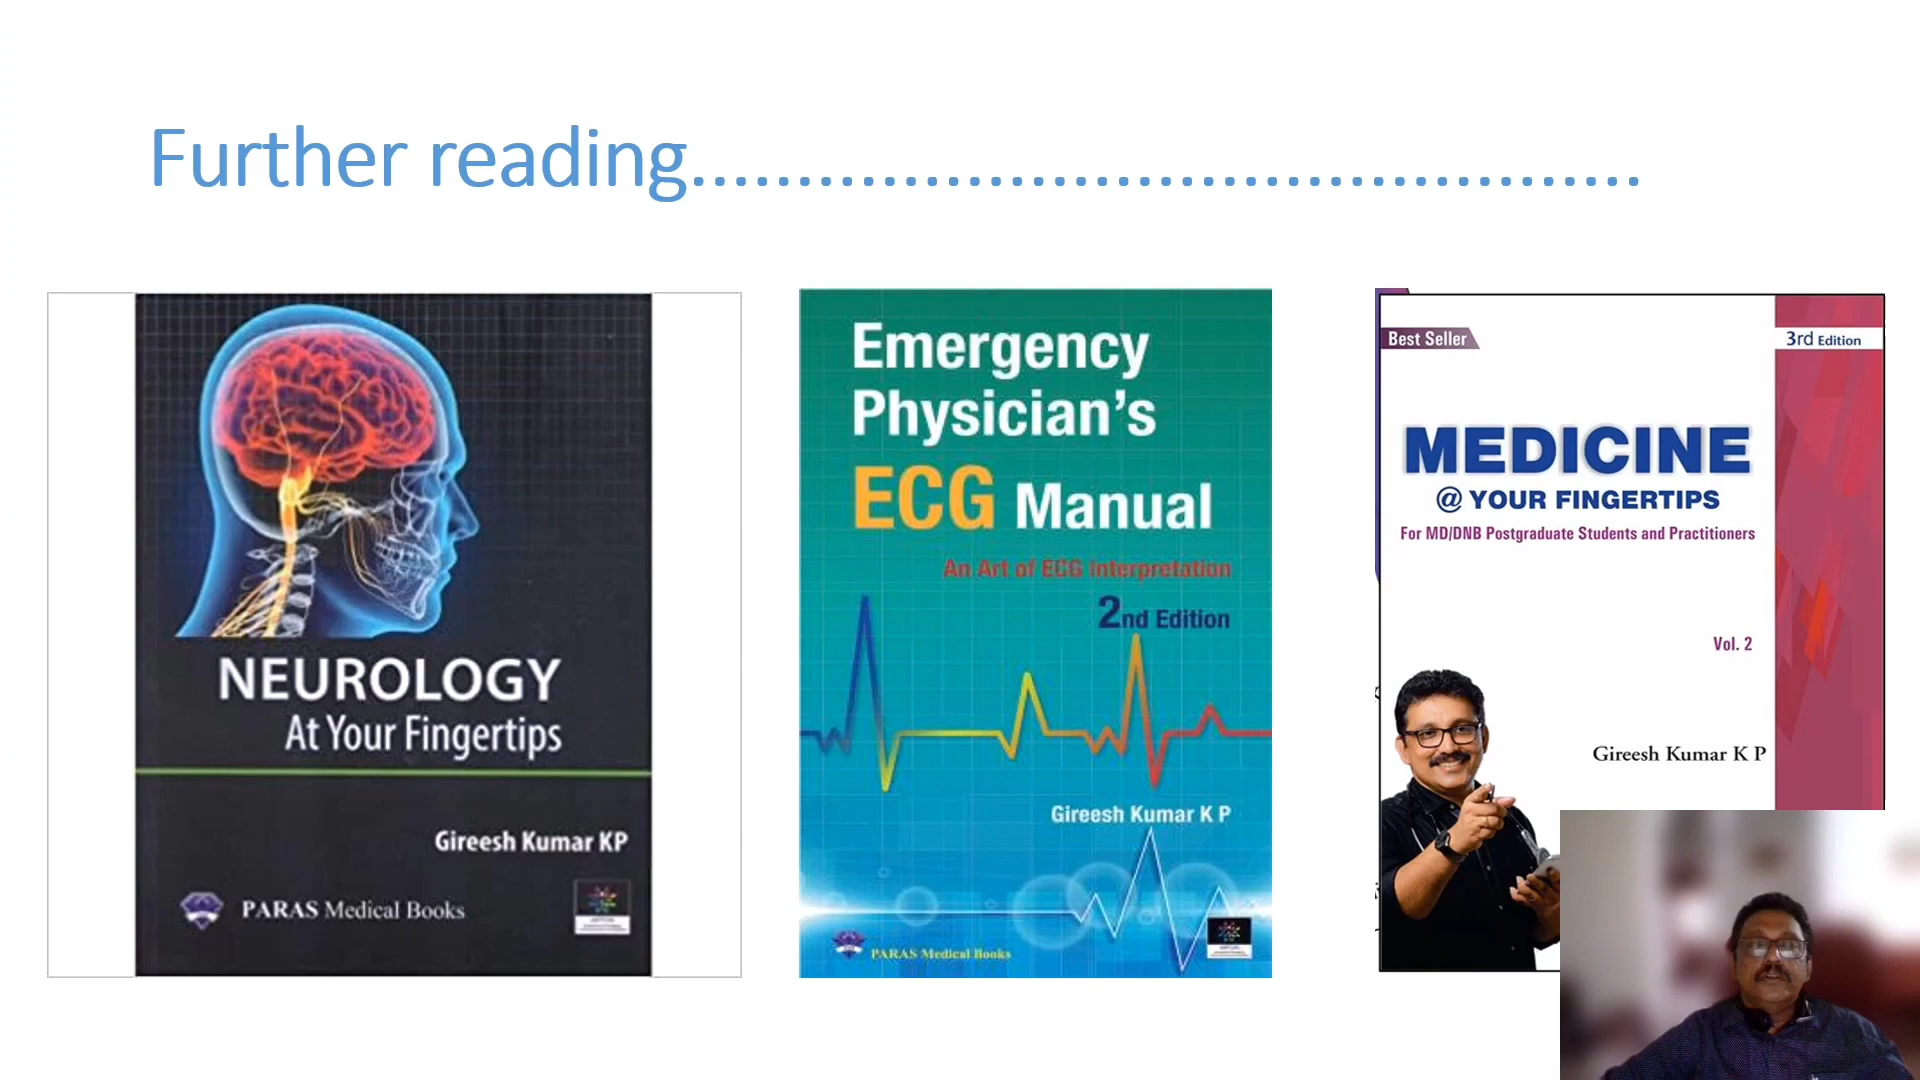 Further reading.............................................
NEUROLOGY
At Your Fingertips
Gireesh Kumar KP
PARAS Medical Books
Emergency
Physician's
ECG Manual
An Art of ECG Interpretation
2nd Edition
Gireesh Kumar K P
PARAS Medical Books
Best Seller
3rd Edition
MEDICINE
@ YOUR FINGERTIPS
For MD/DNB Postgraduate Students and Practitioners
Vol. 2
Gireesh Kumar K P